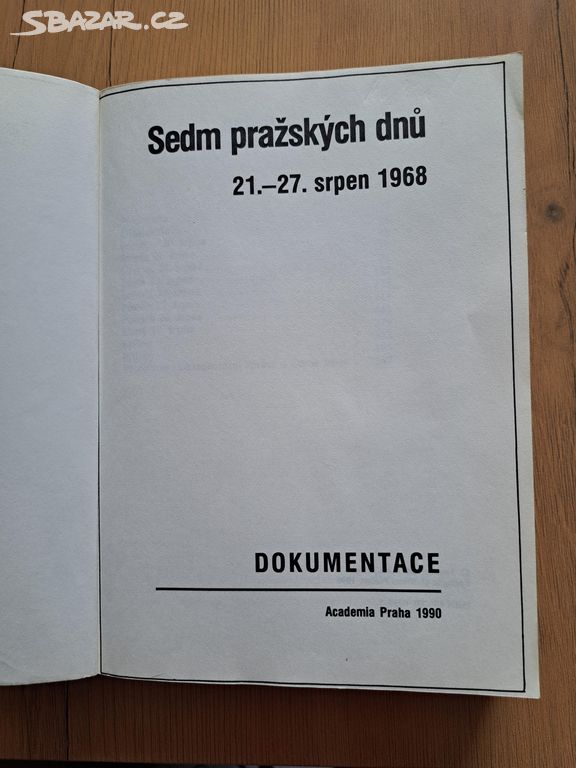 SBAZAR.CZ
Sedm pražských dnů
21.–27. srpen 1968
DOKUMENTACE
Academia Praha 1990